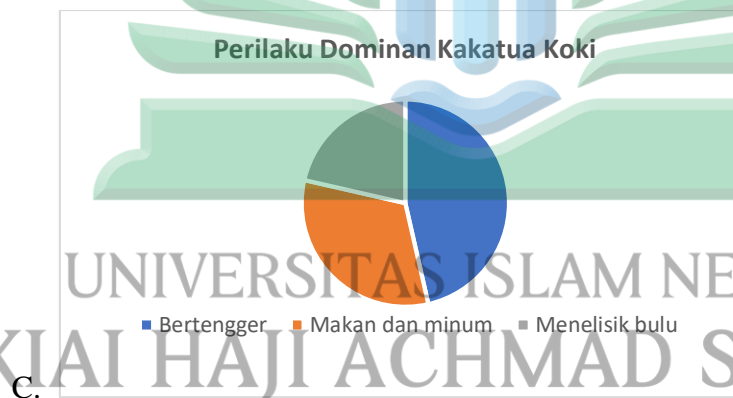 Perilaku Dominan Kakatua Koki
UNIVERSITAS ISLAM NE
Bertengger Makan dan minum Menelisik bulu
KIAI HAJI ACHMAD S
C.